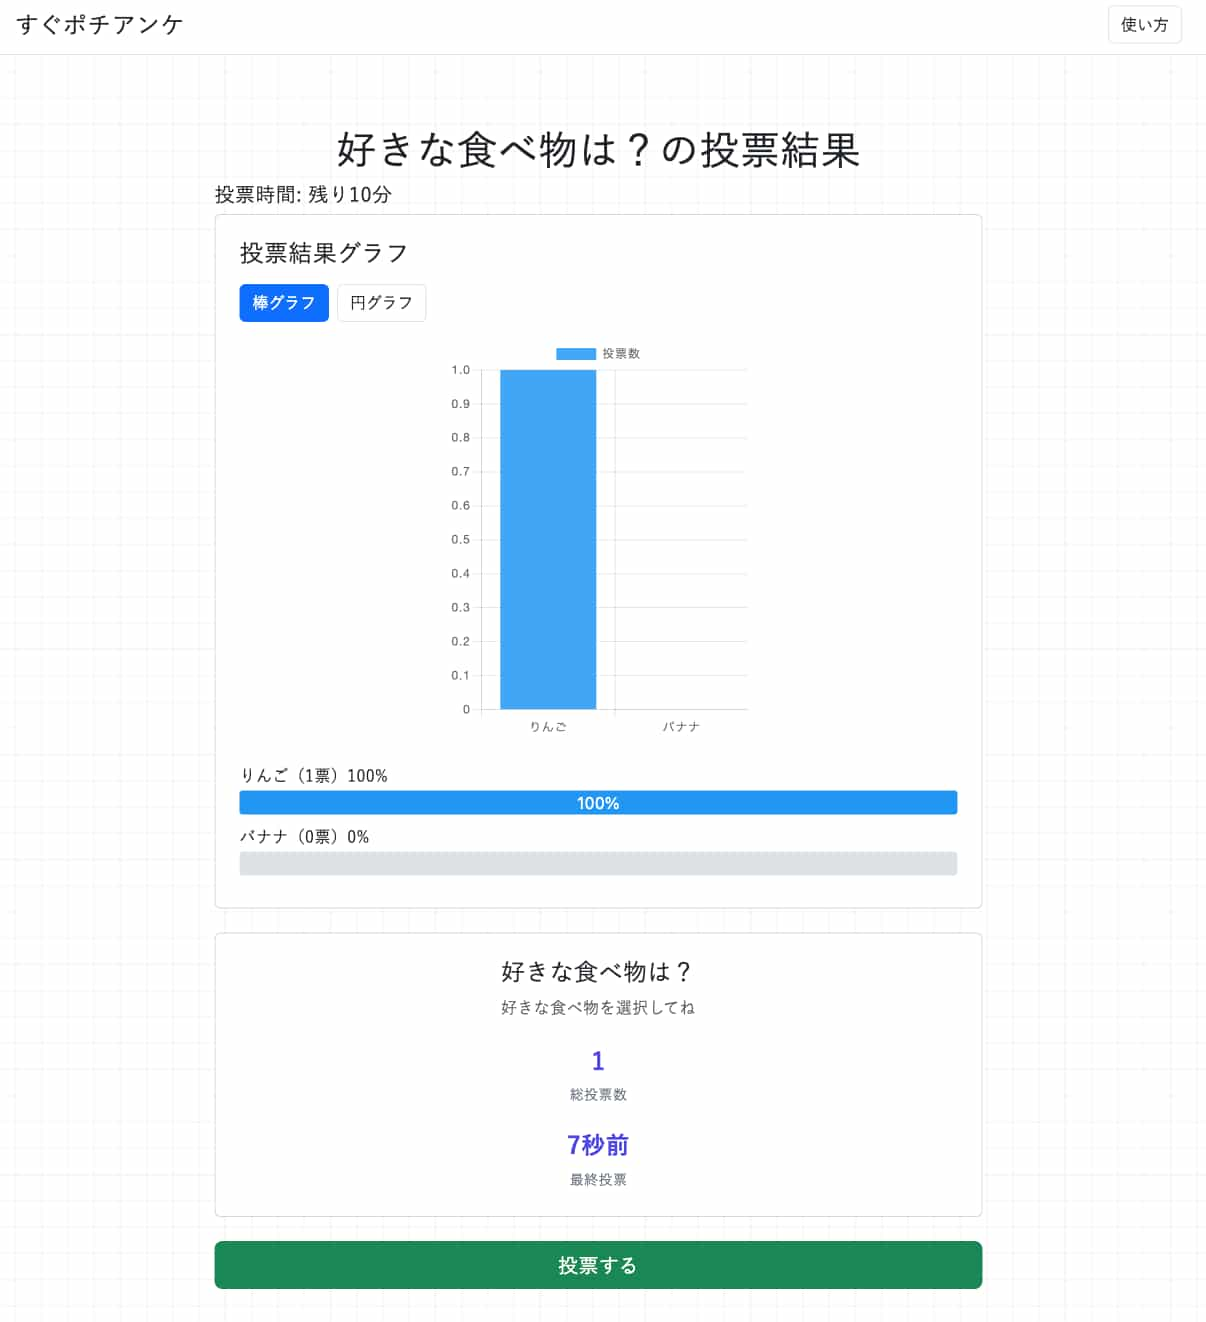 すぐポチアンケ
使い方
好きな食べ物は？の投票結果
投票時間: 残り10分
投票結果グラフ
棒グラフ 円グラフ
投票数
1.0
0.9
0.8
0.7
0.6
0.5
0.4
0.3
0.2
0.1
0
りんご バナナ
りんご（1票）100%
100%
バナナ（0票）0%
好きな食べ物は？
好きな食べ物を選択してね
1
総投票数
7秒前
最終投票
投票する